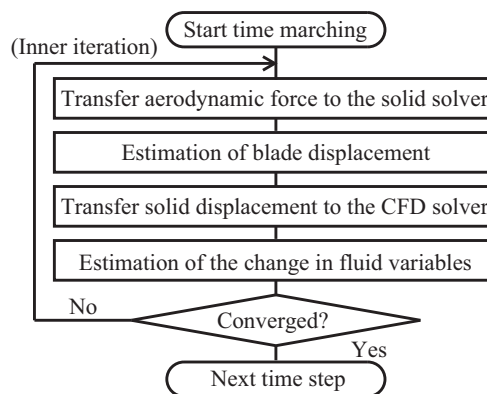 Start time marching
(Inner iteration)
Transfer aerodynamic force to the solid solver
Estimation of blade displacement
Transfer solid displacement to the CFD solver
Estimation of the change in fluid variables
No
Converged?
Yes
Next time step